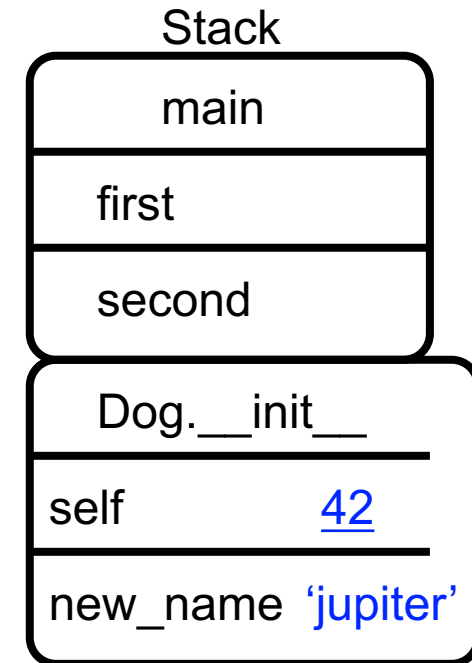 Stack
main
first
second
Dog.__init__
self 42
new_name ‘jupiter’